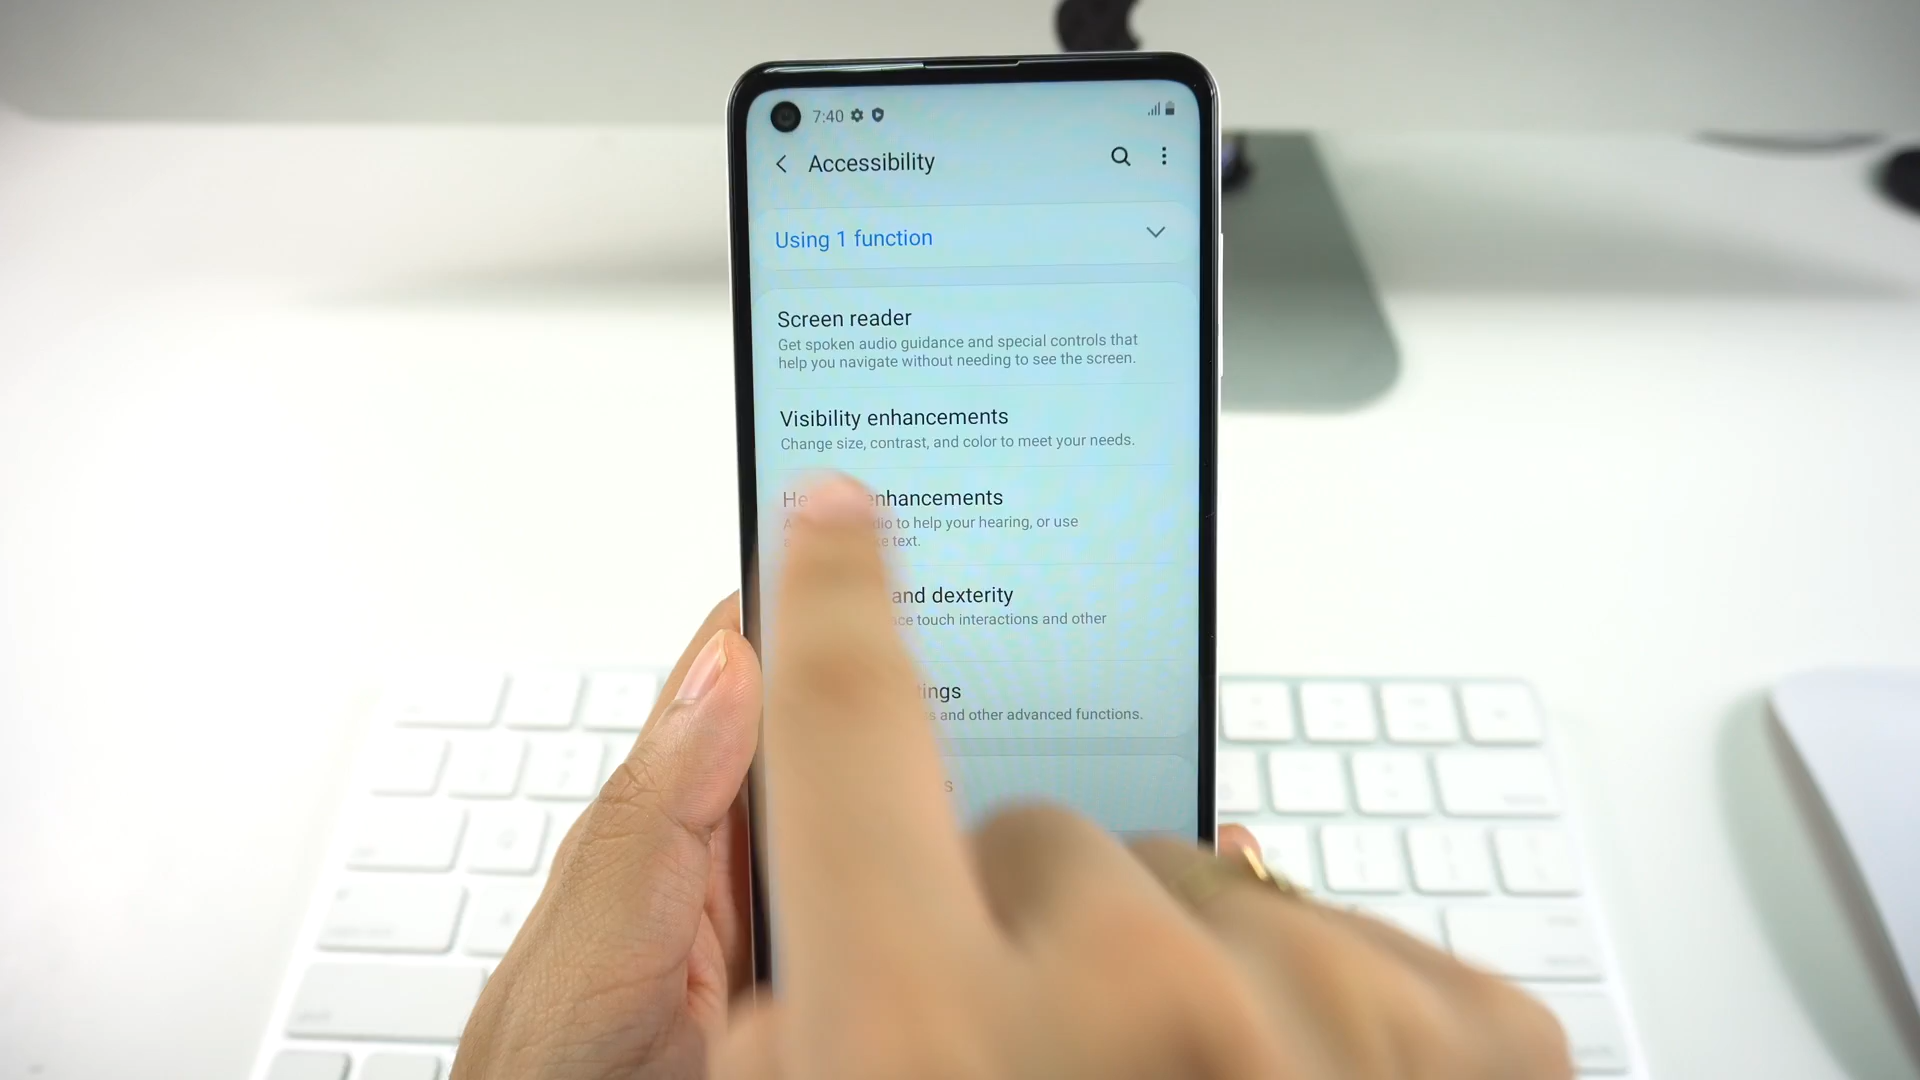 7:40
Accessibility
Using 1 function
Screen reader
Get spoken audio guidance and special controls that
help you navigate without needing to see the screen.
Visibility enhancements
Change size, contrast, and color to meet your needs.
enhancements
to help your hearing, or use
text.
and dexterity
touch interactions and other
and other advanced functions.